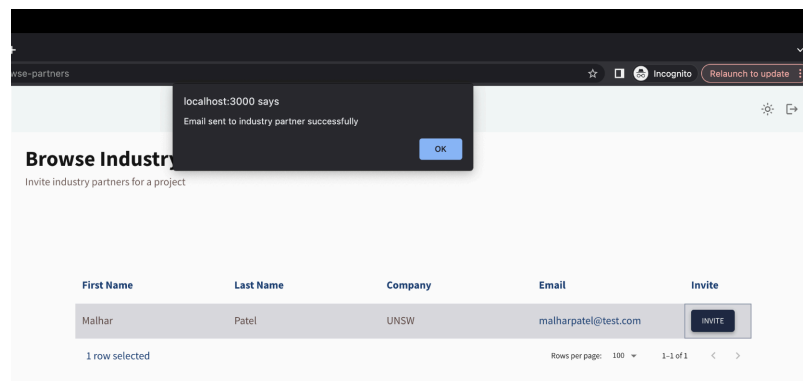 wse-partners
Incognito
Relaunch to update
localhost:3000 says
Email sent to industry partner successfully
OK
Browse Industry
Invite industry partners for a project
First Name Last Name Company Email Invite
Malhar Patel UNSW malharpatel@test.com INVITE
1 row selected Rows per page: 100 1–1 of 1